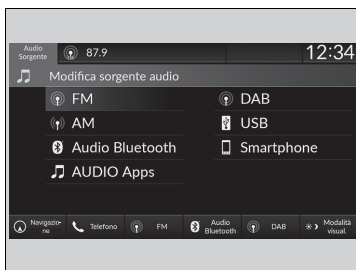 Audio
Sorgente
87.9
12:34
Modifica sorgente audio
FM
DAB
AM
USB
Audio Bluetooth
Smartphone
AUDIO Apps
Navigazio-
ne
Telefono
FM
Audio
Bluetooth
DAB
Modalità
visual.